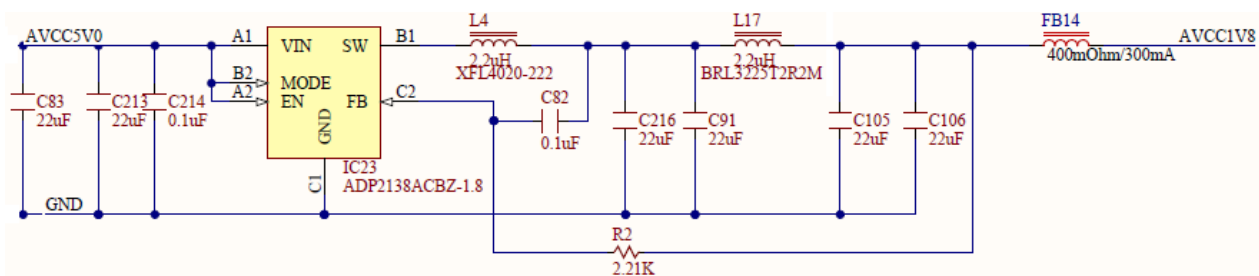 AVCC5V0
C83
22uF
C213
22uF
C214
0.1uF
A1
B2
A2
VIN
MODE
EN
SW
FB
GND
B1
C2
C1
IC23
ADP2138ACBZ-1.8
L4
2.2uH
XFL4020-222
C82
0.1uF
C216
22uF
C91
22uF
L17
2.2uH
BRL3225T2R2M
C105
22uF
C106
22uF
FB14
400mOhm/300mA
AVCC1V8
GND
R2
2.21K